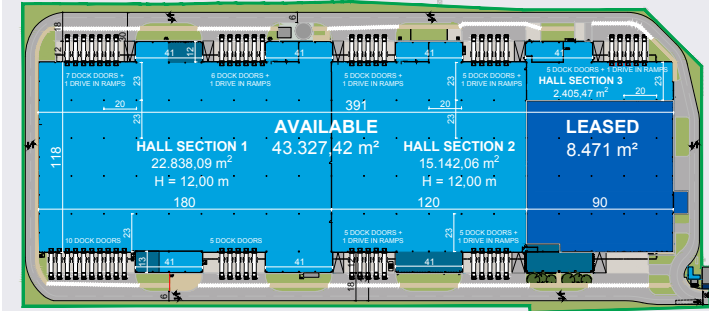 18
6
12
30
41
12
41
41
41
7 DOCK DOORS +
1 DRIVE IN RAMPS
6 DOCK DOORS +
1 DRIVE IN RAMPS
5 DOCK DOORS +
1 DRIVE IN RAMPS
5 DOCK DOORS +
1 DRIVE IN RAMPS
5 DOCK DOORS + 1 DRIVE IN RAMPS
HALL SECTION 3
2.405,47 m²
23
23
23
23
20
20
20
391
23
23
118
AVAILABLE
43.327,42 m²
HALL SECTION 1
22.838,09 m²
H = 12,00 m
HALL SECTION 2
15.142,06 m²
H = 12,00 m
LEASED
8.471 m²
180
120
90
23
23
10 DOCK DOORS
5 DOCK DOORS
5 DOCK DOORS +
1 DRIVE IN RAMPS
5 DOCK DOORS +
1 DRIVE IN RAMPS
13
41
41
41
18
6